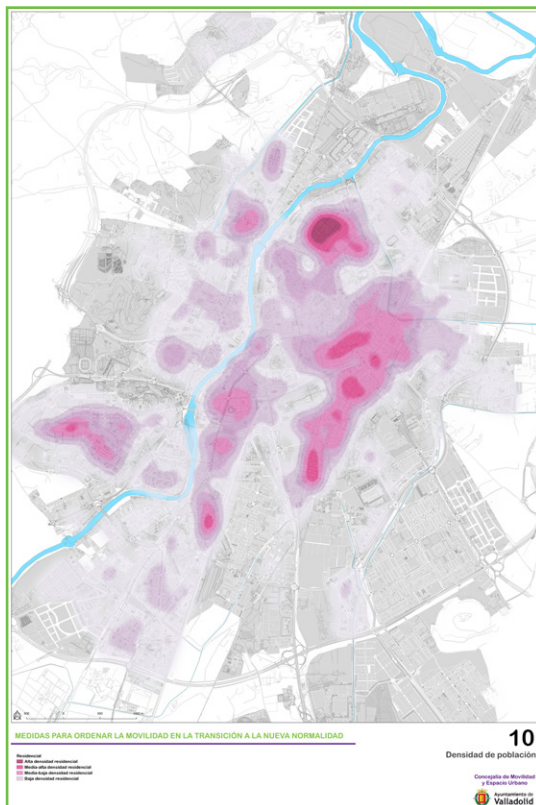 MEDIDAS PARA ORDENAR LA MOVILIDAD EN LA TRANSICIÓN A LA NUEVA NORMALIDAD
10
Densidad de población
Residencial
Alta densidad residencial
Media-alta densidad residencial
Media-baja densidad residencial
Baja densidad residencial
Concejalía de Movilidad
y Espacio Urbano
Ayuntamiento de
Valladolid